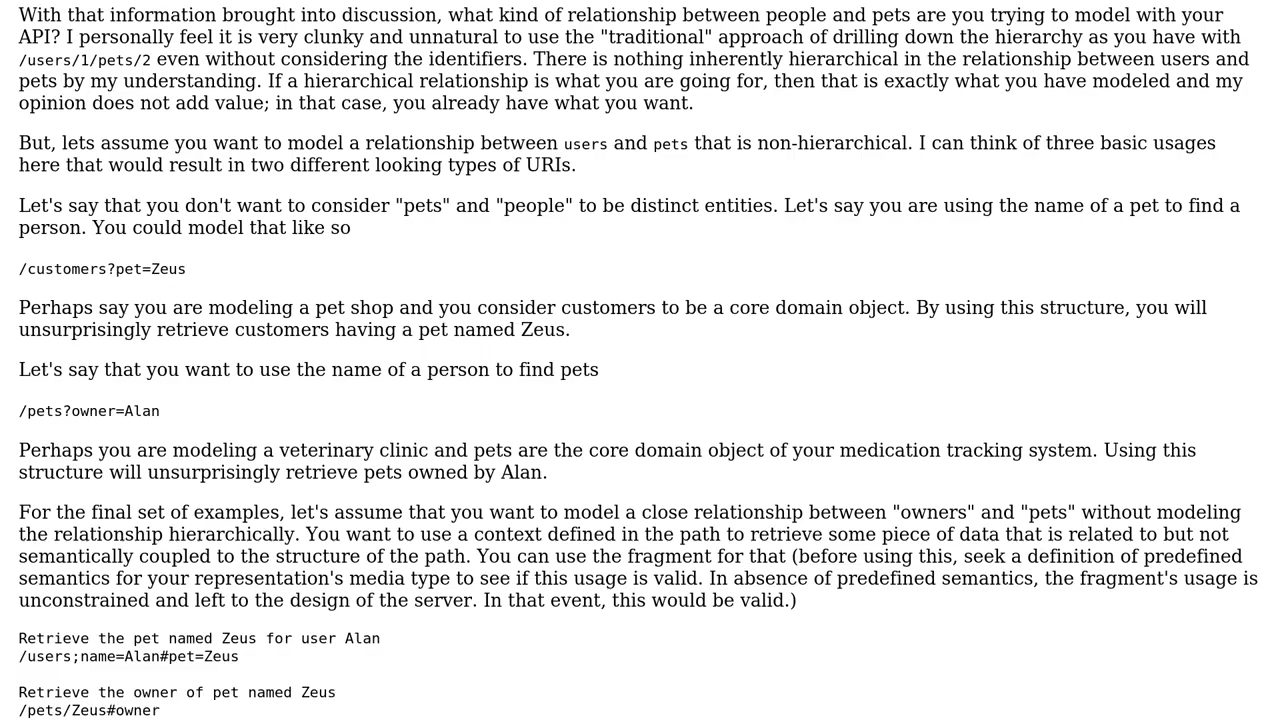 With that information brought into discussion, what kind of relationship between people and pets are you trying to model with your
API? I personally feel it is very clunky and unnatural to use the "traditional" approach of drilling down the hierarchy as you have with
/users/1/pets/2 even without considering the identifiers. There is nothing inherently hierarchical in the relationship between users and
pets by my understanding. If a hierarchical relationship is what you are going for, then that is exactly what you have modeled and my
opinion does not add value; in that case, you already have what you want.
But, lets assume you want to model a relationship between users and pets that is non-hierarchical. I can think of three basic usages
here that would result in two different looking types of URIs.
Let's say that you don't want to consider "pets" and "people" to be distinct entities. Let's say you are using the name of a pet to find a
person. You could model that like so
/customers?pet=Zeus
Perhaps say you are modeling a pet shop and you consider customers to be a core domain object. By using this structure, you will
unsurprisingly retrieve customers having a pet named Zeus.
Let's say that you want to use the name of a person to find pets
/pets?owner=Alan
Perhaps you are modeling a veterinary clinic and pets are the core domain object of your medication tracking system. Using this
structure will unsurprisingly retrieve pets owned by Alan.
For the final set of examples, let's assume that you want to model a close relationship between "owners" and "pets" without modeling
the relationship hierarchically. You want to use a context defined in the path to retrieve some piece of data that is related to but not
semantically coupled to the structure of the path. You can use the fragment for that (before using this, seek a definition of predefined
semantics for your representation's media type to see if this usage is valid. In absence of predefined semantics, the fragment's usage is
unconstrained and left to the design of the server. In that event, this would be valid.)
Retrieve the pet named Zeus for user Alan
/users;name=Alan#pet=Zeus
Retrieve the owner of pet named Zeus
/pets/Zeus#owner